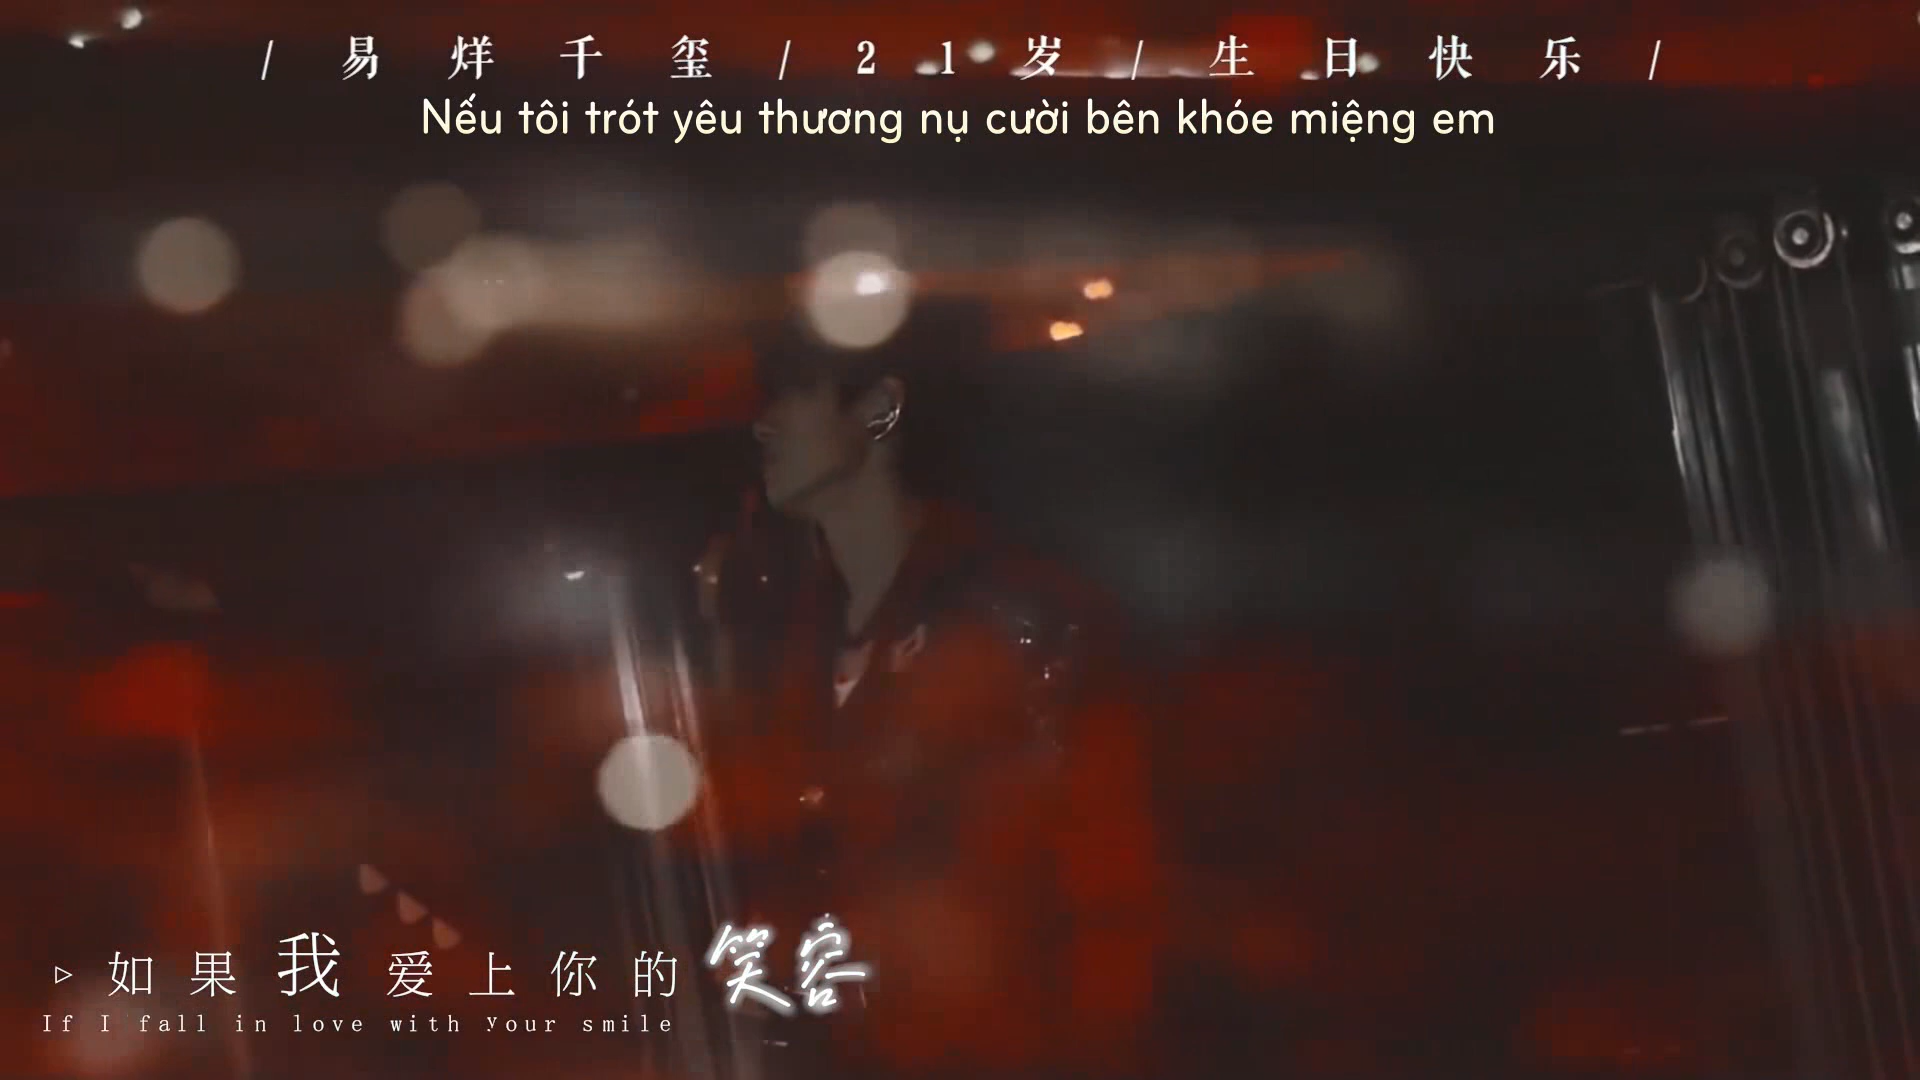 / 易烊千玺 / 21岁 / 生日快乐 /
Nếu tôi trót yêu thương nụ cười bên khóe miệng em
▷ 如果我爱上你的笑容
If I fall in love with your smile